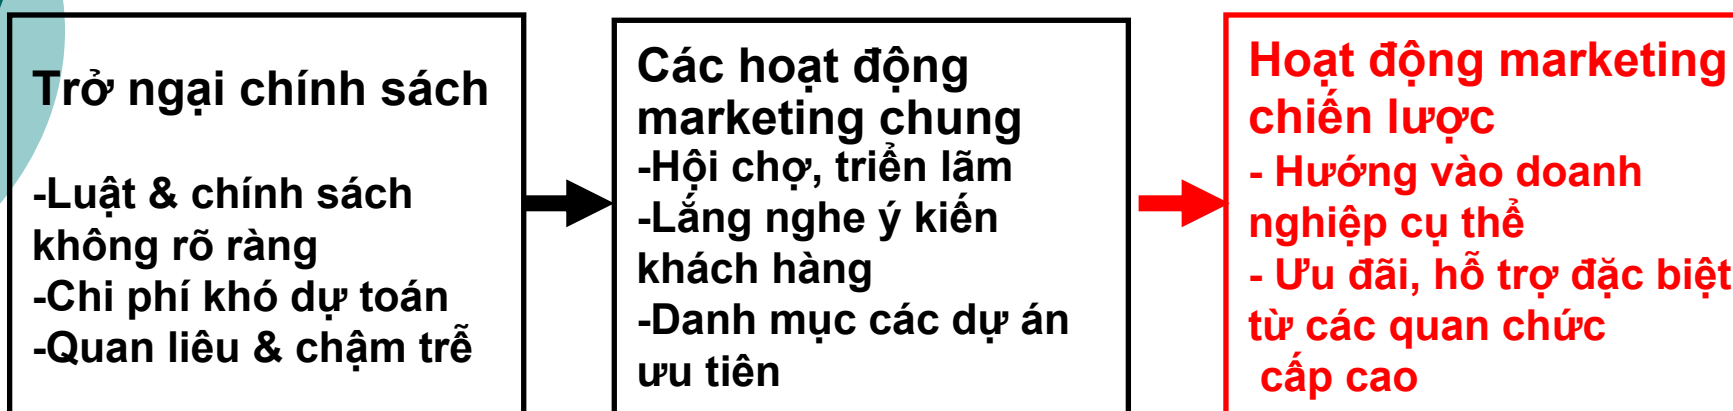 Trở ngại chính sách
-Luật & chính sách
không rõ ràng
-Chi phí khó dự toán
-Quan liêu & chậm trễ
Các hoạt động
marketing chung
-Hội chợ, triển lãm
-Lắng nghe ý kiến
khách hàng
-Danh mục các dự án
ưu tiên
Hoạt động marketing
chiến lược
- Hướng vào doanh
nghiệp cụ thể
- Ưu đãi, hỗ trợ đặc biệt
từ các quan chức
cấp cao